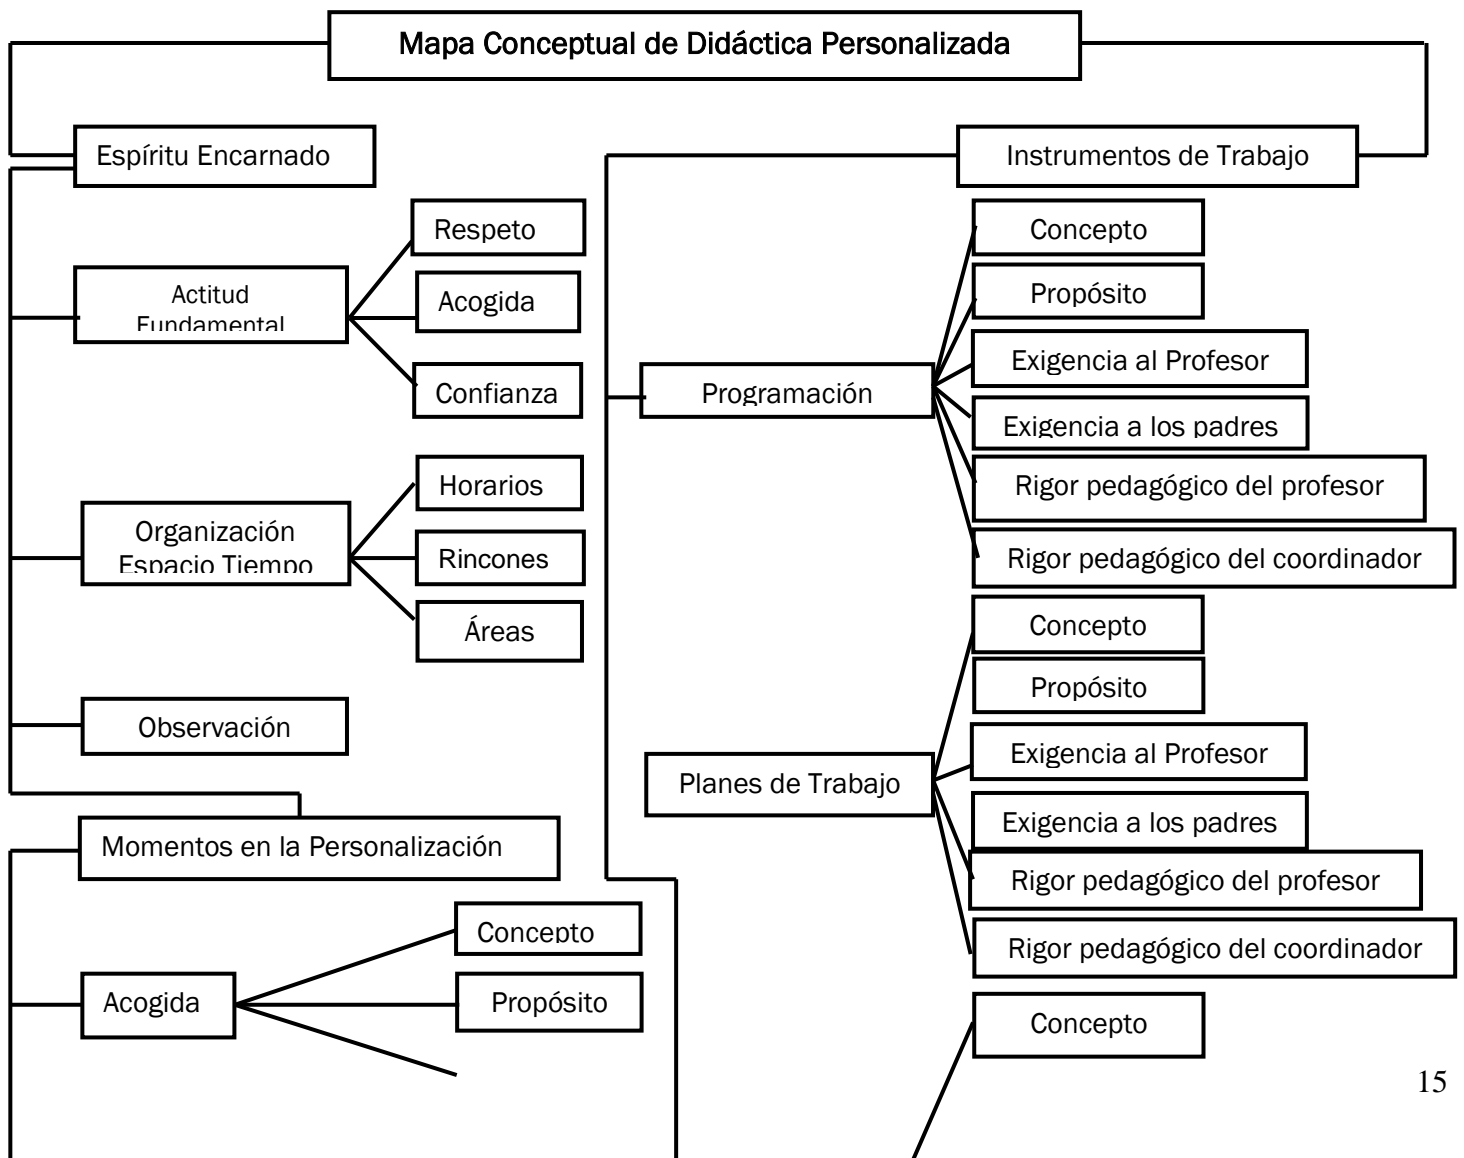 Mapa Conceptual de Didáctica Personalizada
Espíritu Encarnado
Actitud
Fundamental
Respeto
Acogida
Confianza
Organización
Espacio Tiempo
Horarios
Rincones
Áreas
Observación
Momentos en la Personalización
Acogida
Concepto
Propósito
Instrumentos de Trabajo
Programación
Concepto
Propósito
Exigencia al Profesor
Exigencia a los padres
Rigor pedagógico del profesor
Rigor pedagógico del coordinador
Planes de Trabajo
Concepto
Propósito
Exigencia al Profesor
Exigencia a los padres
Rigor pedagógico del profesor
Rigor pedagógico del coordinador
Concepto
15